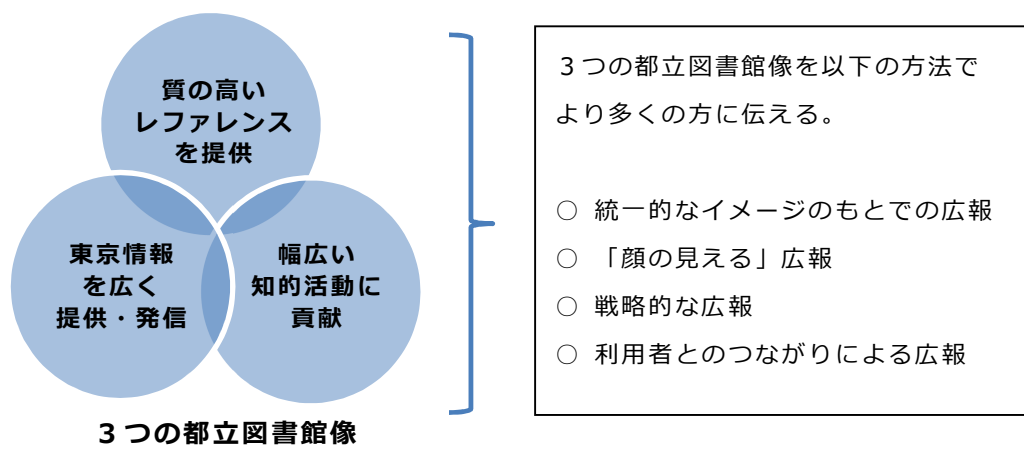 質の高い
レファレンス
を提供
東京情報
を広く
提供・発信
幅広い
知的活動に
貢献
３つの都立図書館像
３つの都立図書館像を以下の方法で
より多くの方に伝える。
○ 統一的なイメージのもとでの広報
○ 「顔の見える」広報
○ 戦略的な広報
○ 利用者とのつながりによる広報